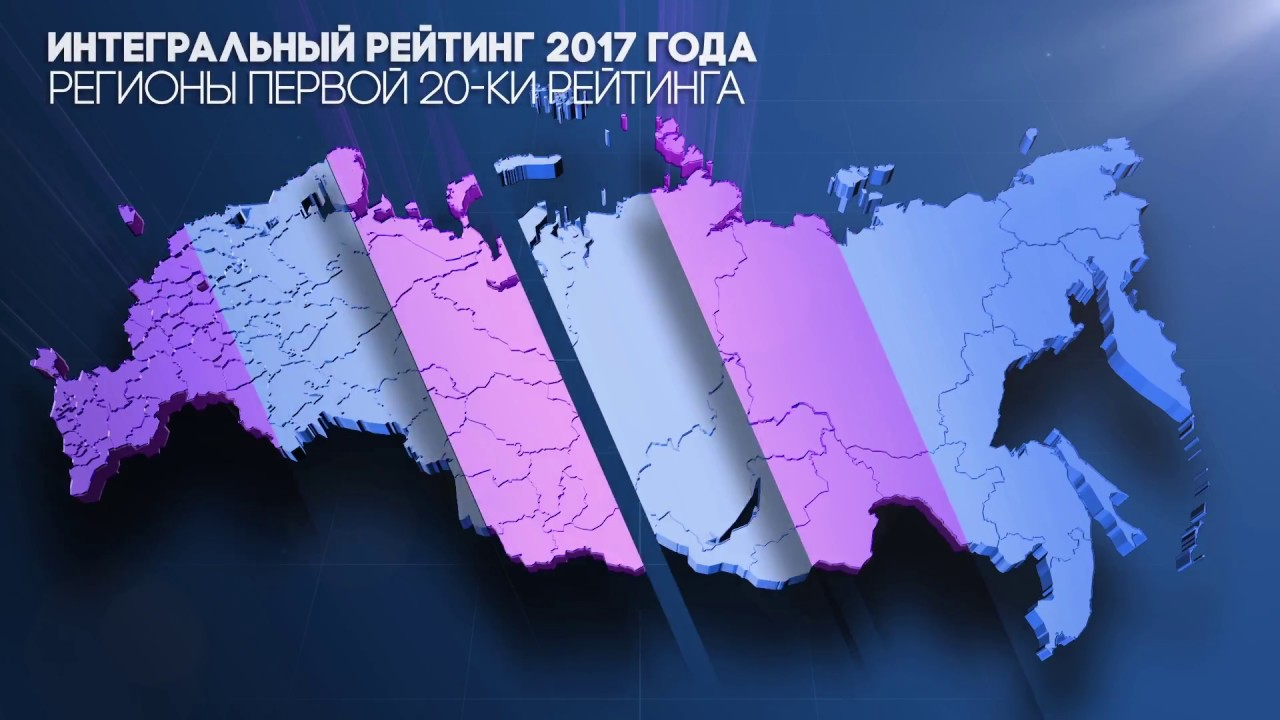 ИНТЕГРАЛЬНЫЙ РЕЙТИНГ 2017 ГОДА
РЕГИОНЫ ПЕРВОЙ 20-КИ РЕЙТИНГА